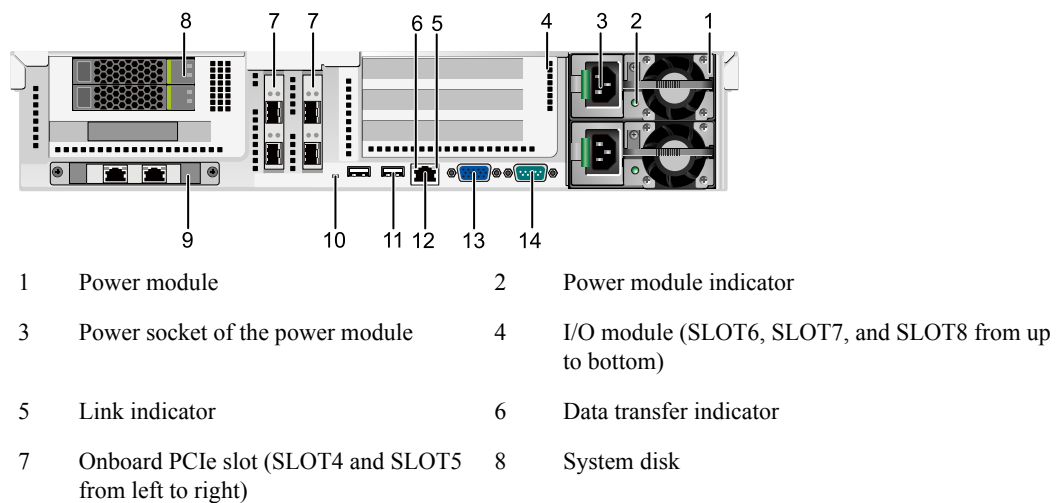 8 7 7 6 5 4 3 2 1
9 10 11 12 13 14
1 Power module 2 Power module indicator
3 Power socket of the power module 4 I/O module (SLOT6, SLOT7, and SLOT8 from up
to bottom)
5 Link indicator 6 Data transfer indicator
7 Onboard PCIe slot (SLOT4 and SLOT5 8 System disk
from left to right)